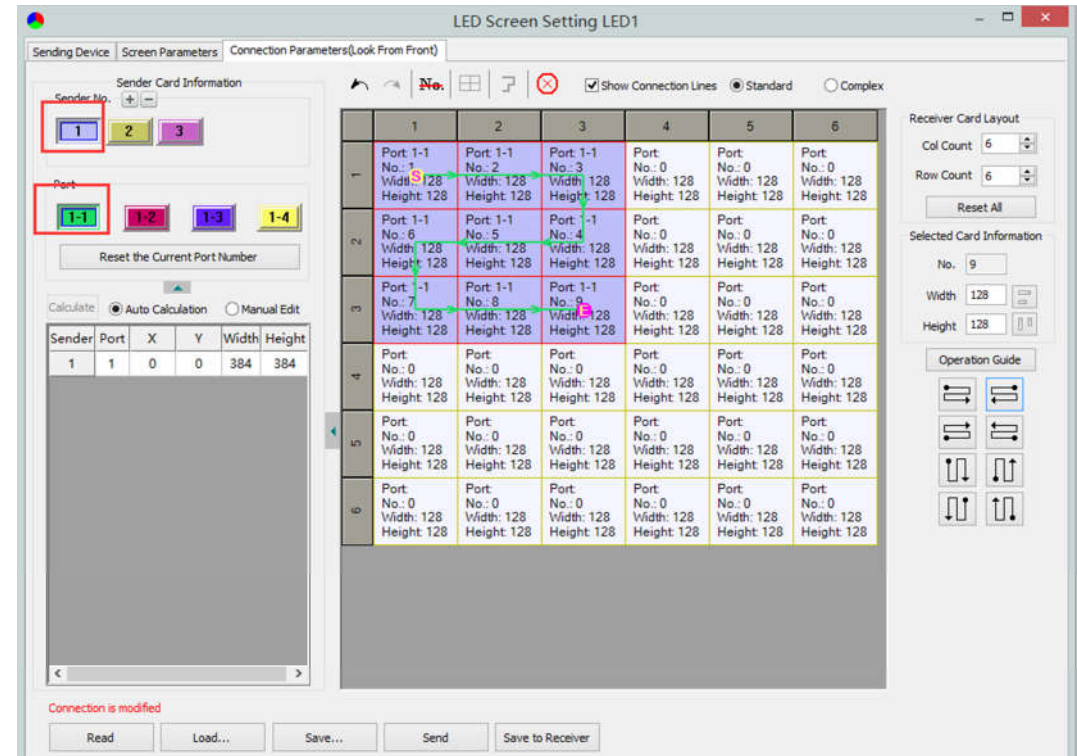 LED Screen Setting LED1
Sending Device Screen Parameters Connection Parameters(Look From Front)
Sender Card Information
Sender No. + −
1 2 3
Port
1-1 1-2 1-3 1-4
Reset the Current Port Number
Calculate Auto Calculation Manual Edit
Sender Port X Y Width Height
1 1 0 0 384 384
Connection is modified
Read Load... Save... Send Save to Receiver
No. Show Connection Lines Standard Complex
1 2 3 4 5 6
1
Port: 1-1 Port: 1-1 Port: 1-1 Port: Port: Port:
No.: 1 No.: 2 No.: 3 No.: 0 No.: 0 No.: 0
S
Width: 128 Width: 128 Width: 128 Width: 128 Width: 128 Width: 128
Height: 128 Height: 128 Height: 128 Height: 128 Height: 128 Height: 128
2
Port: 1-1 Port: 1-1 Port: 1-1 Port: Port: Port:
No.: 6 No.: 5 No.: 4 No.: 0 No.: 0 No.: 0
Width: 128 Width: 128 Width: 128 Width: 128 Width: 128 Width: 128
Height: 128 Height: 128 Height: 128 Height: 128 Height: 128 Height: 128
3
Port: 1-1 Port: 1-1 Port: 1-1 Port: Port: Port:
No.: 7 No.: 8 No.: 9 No.: 0 No.: 0 No.: 0
E
Width: 128 Width: 128 Width: 128 Width: 128 Width: 128 Width: 128
Height: 128 Height: 128 Height: 128 Height: 128 Height: 128 Height: 128
4
Port: Port: Port: Port: Port: Port:
No.: 0 No.: 0 No.: 0 No.: 0 No.: 0 No.: 0
Width: 128 Width: 128 Width: 128 Width: 128 Width: 128 Width: 128
Height: 128 Height: 128 Height: 128 Height: 128 Height: 128 Height: 128
5
Port: Port: Port: Port: Port: Port:
No.: 0 No.: 0 No.: 0 No.: 0 No.: 0 No.: 0
Width: 128 Width: 128 Width: 128 Width: 128 Width: 128 Width: 128
Height: 128 Height: 128 Height: 128 Height: 128 Height: 128 Height: 128
6
Port: Port: Port: Port: Port: Port:
No.: 0 No.: 0 No.: 0 No.: 0 No.: 0 No.: 0
Width: 128 Width: 128 Width: 128 Width: 128 Width: 128 Width: 128
Height: 128 Height: 128 Height: 128 Height: 128 Height: 128 Height: 128
Receiver Card Layout
Col Count 6
Row Count 6
Reset All
Selected Card Information
No. 9
Width 128
Height 128
Operation Guide